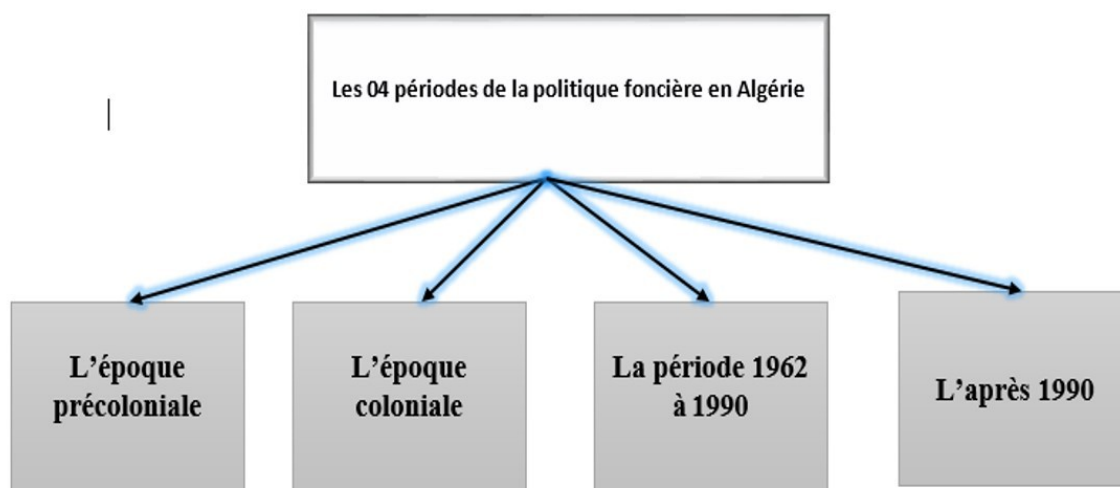 Les 04 périodes de la politique foncière en Algérie
L’époque
précoloniale
L’époque
coloniale
La période 1962
à 1990
L’après 1990